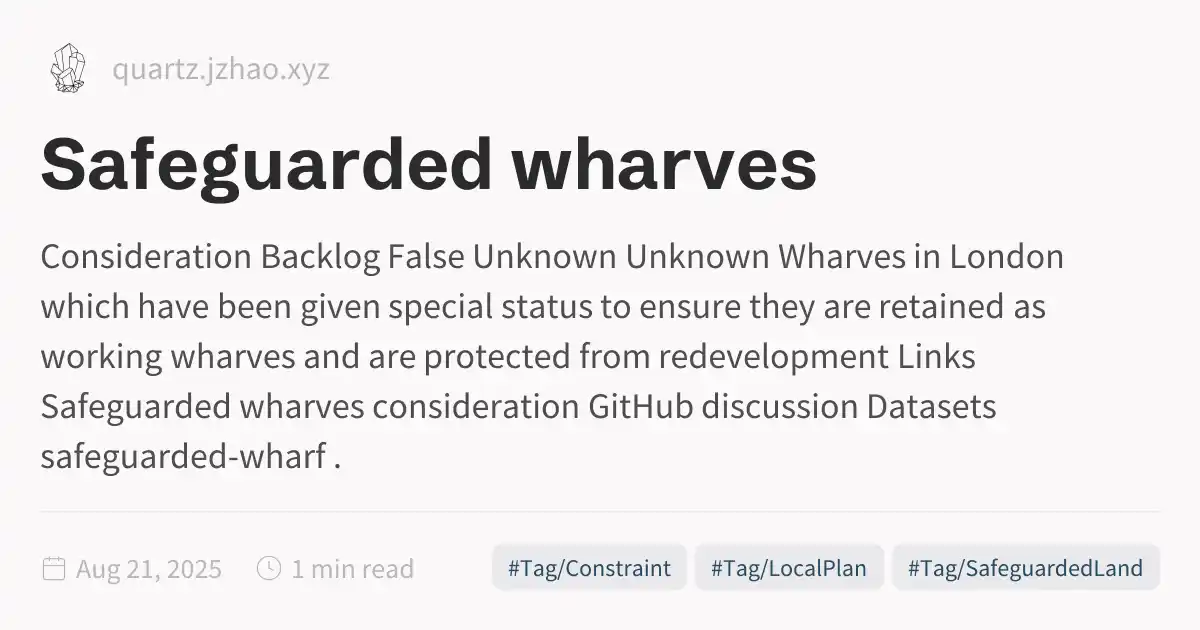 quartz.jzhao.xyz
Safeguarded wharves
Consideration Backlog False Unknown Unknown Wharves in London
which have been given special status to ensure they are retained as
working wharves and are protected from redevelopment Links
Safeguarded wharves consideration GitHub discussion Datasets
safeguarded-wharf .
Aug 21, 2025 1 min read #Tag/Constraint #Tag/LocalPlan #Tag/SafeguardedLand